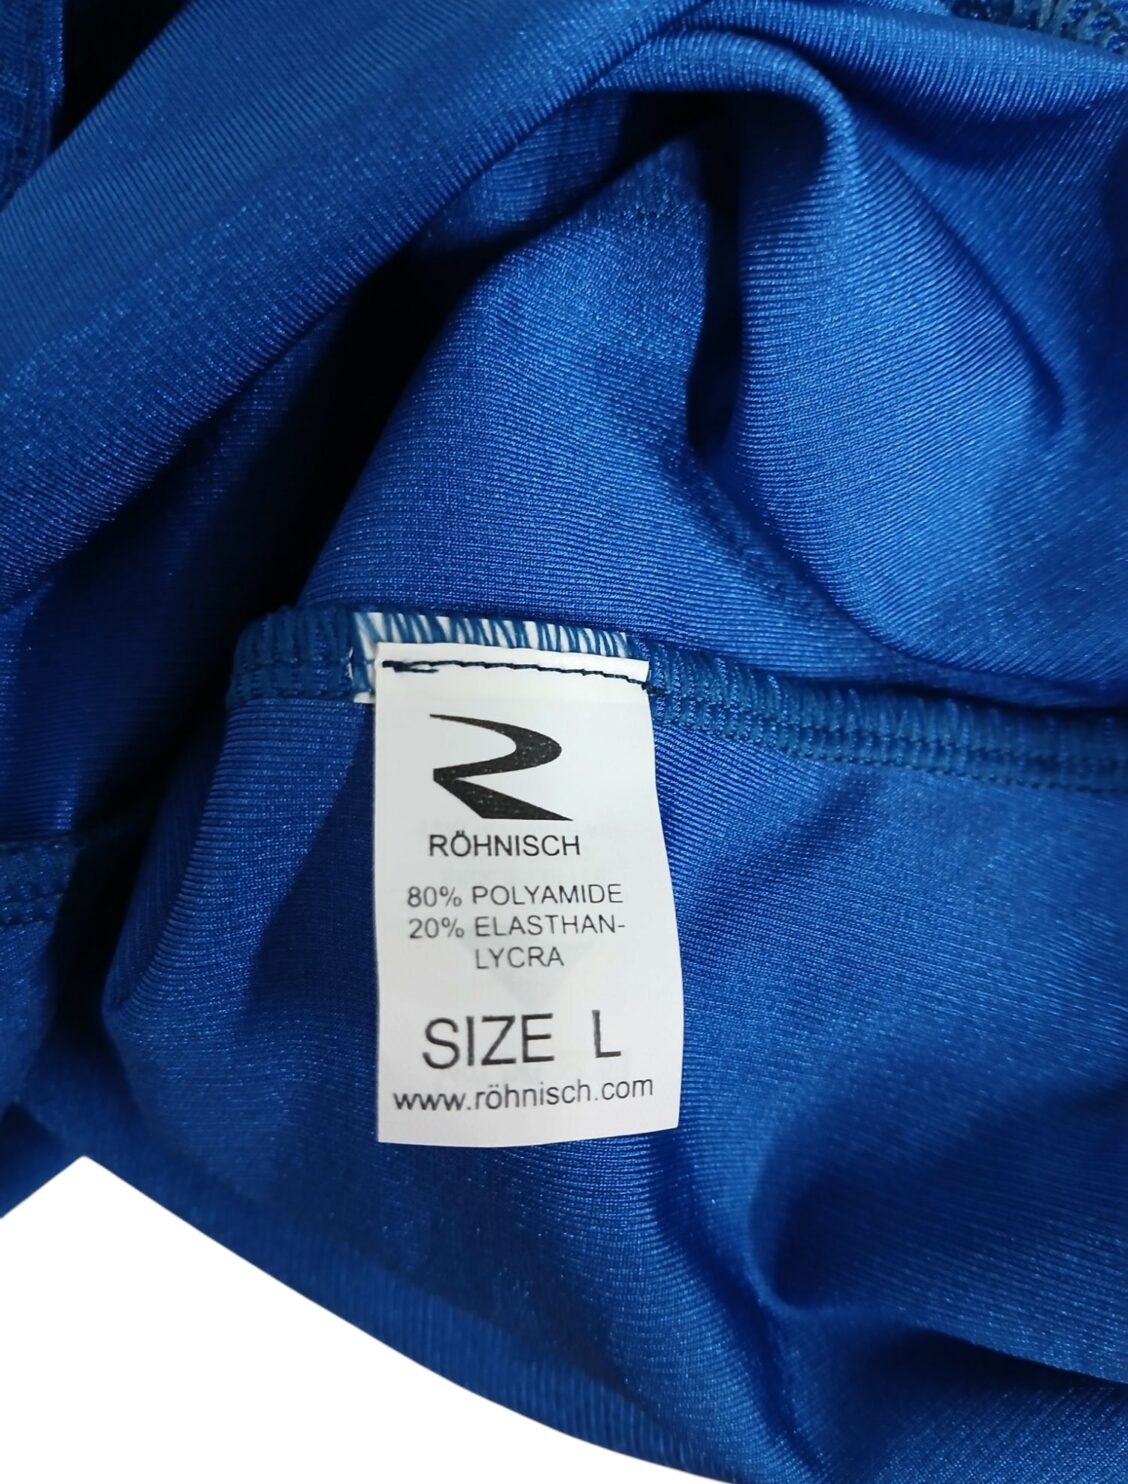 RÖHNISCH
80% POLYAMIDE
20% ELASTHAN-
LYCRA
SIZE L
www.röhnisch.com